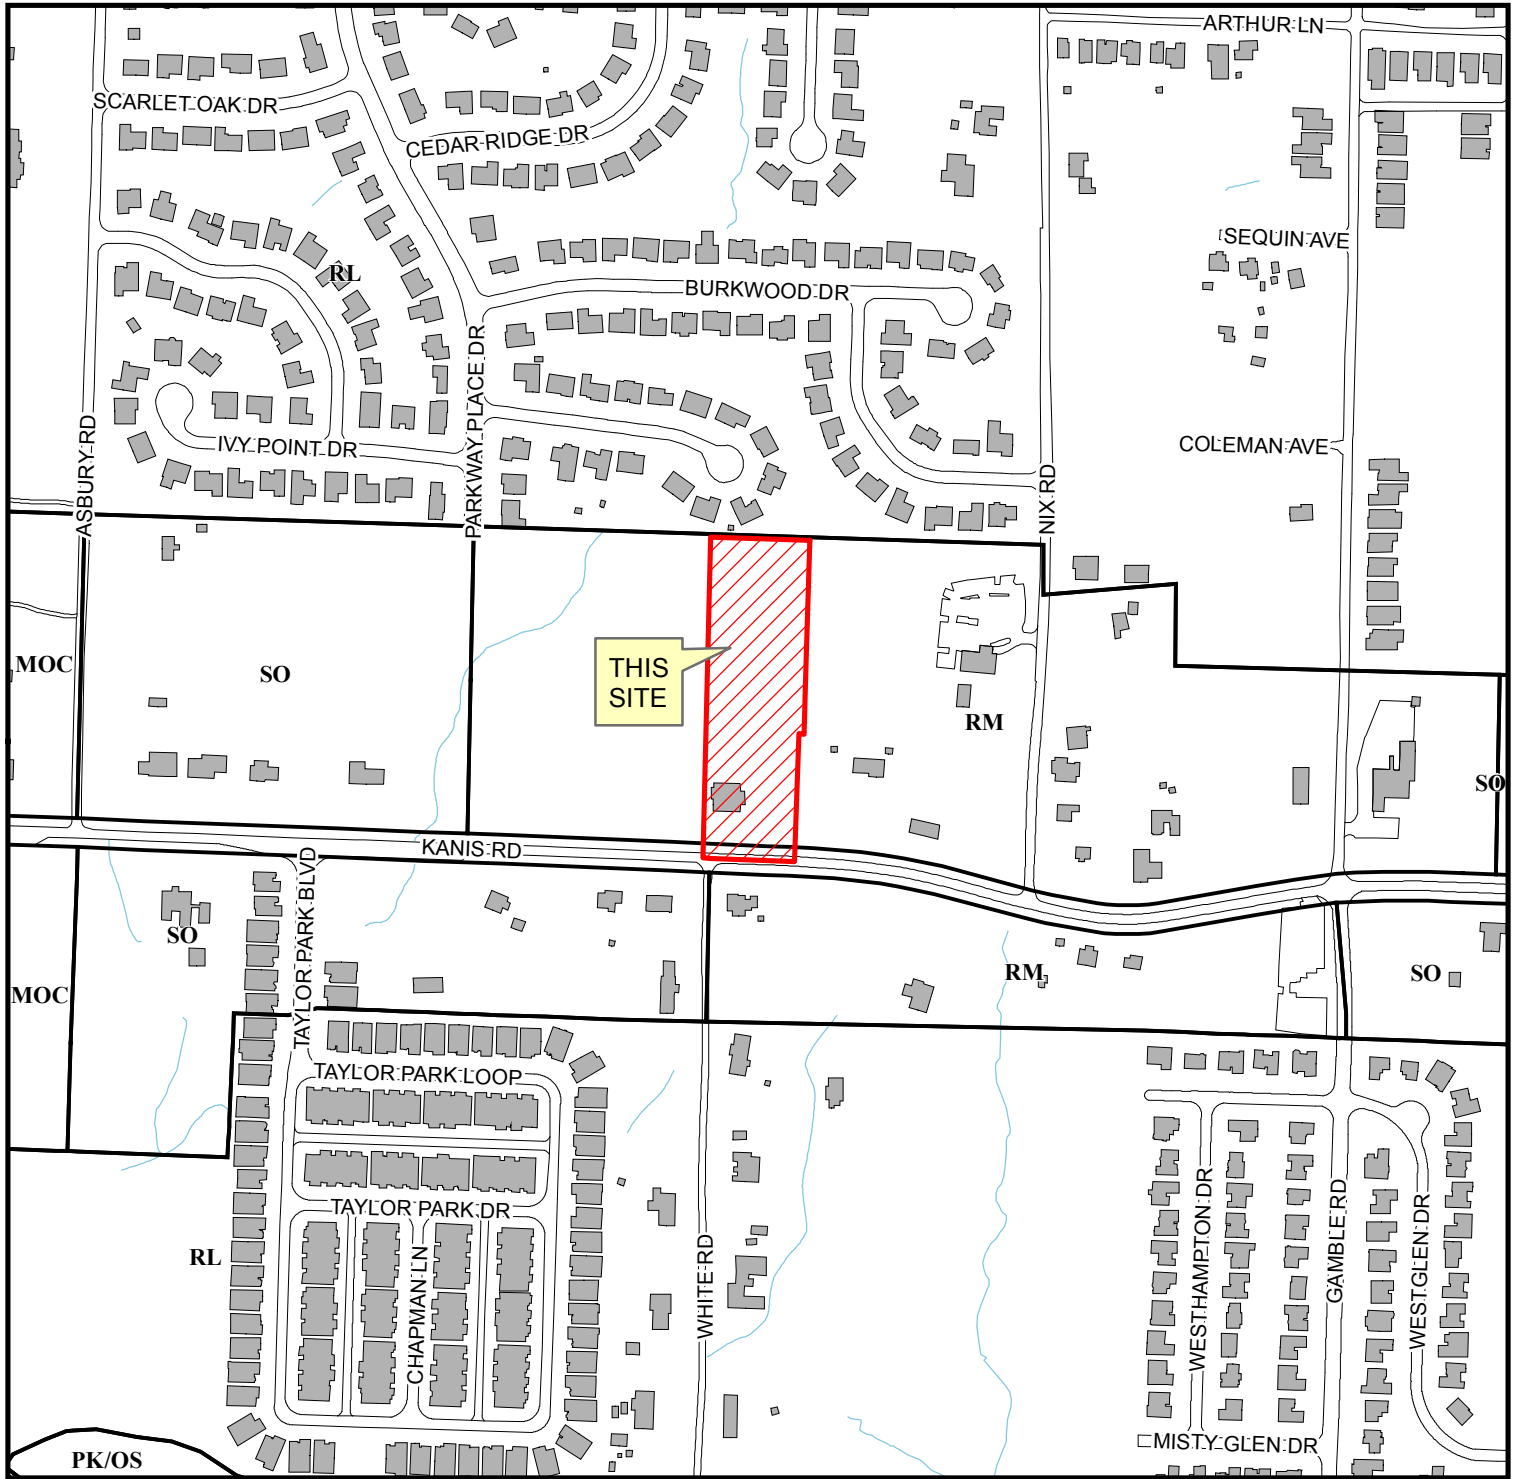 ARTHUR LN
SCARLET OAK DR
CEDAR RIDGE DR
SEQUIN AVE
RL
BURKWOOD DR
PARKWAY PLACE DR
ASBURY RD
IVY POINT DR
COLEMAN AVE
NIX RD
MOC
SO
THIS
SITE
RM
SO
KANIS RD
TAYLOR PARK BLVD
SO
RM
SO
MOC
TAYLOR PARK LOOP
TAYLOR PARK DR
CHAPMAN LN
WHITE RD
WESTHAMPTON DR
GAMBLE RD
WESTGLEN DR
RL
MISTY GLEN DR
PK/OS